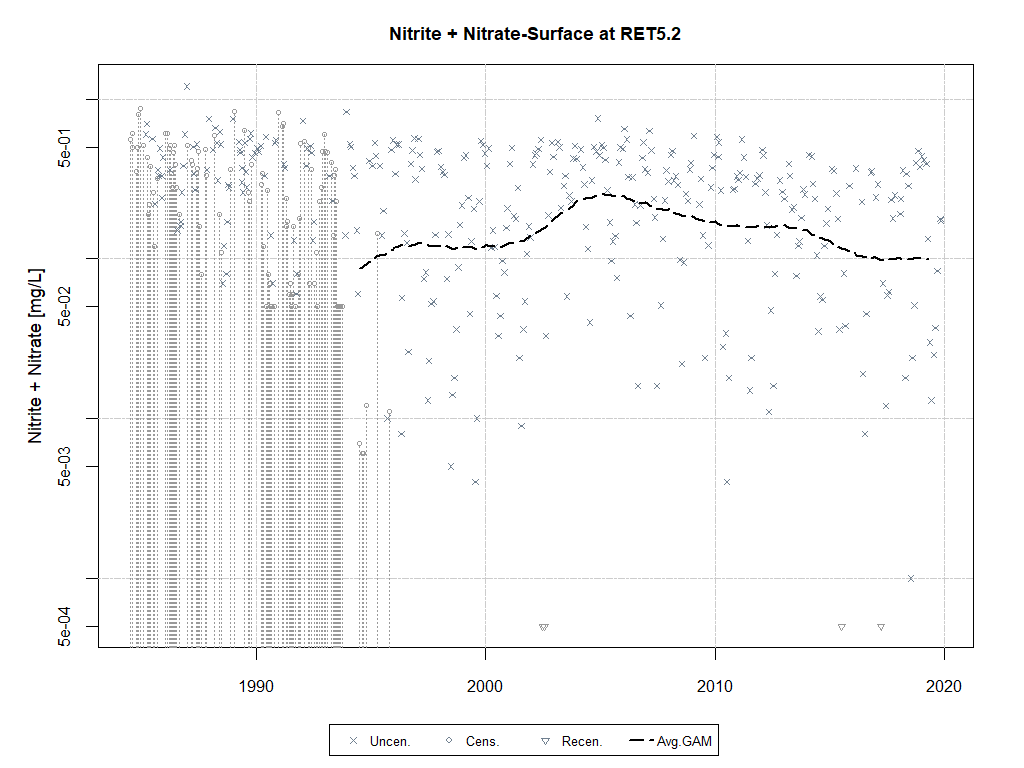 Nitrite + Nitrate-Surface at RET5.2
Nitrite + Nitrate [mg/L]
5e-01
5e-02
5e-03
5e-04
1990 2000 2010 2020
Uncen. Cens. Recen. Avg.GAM